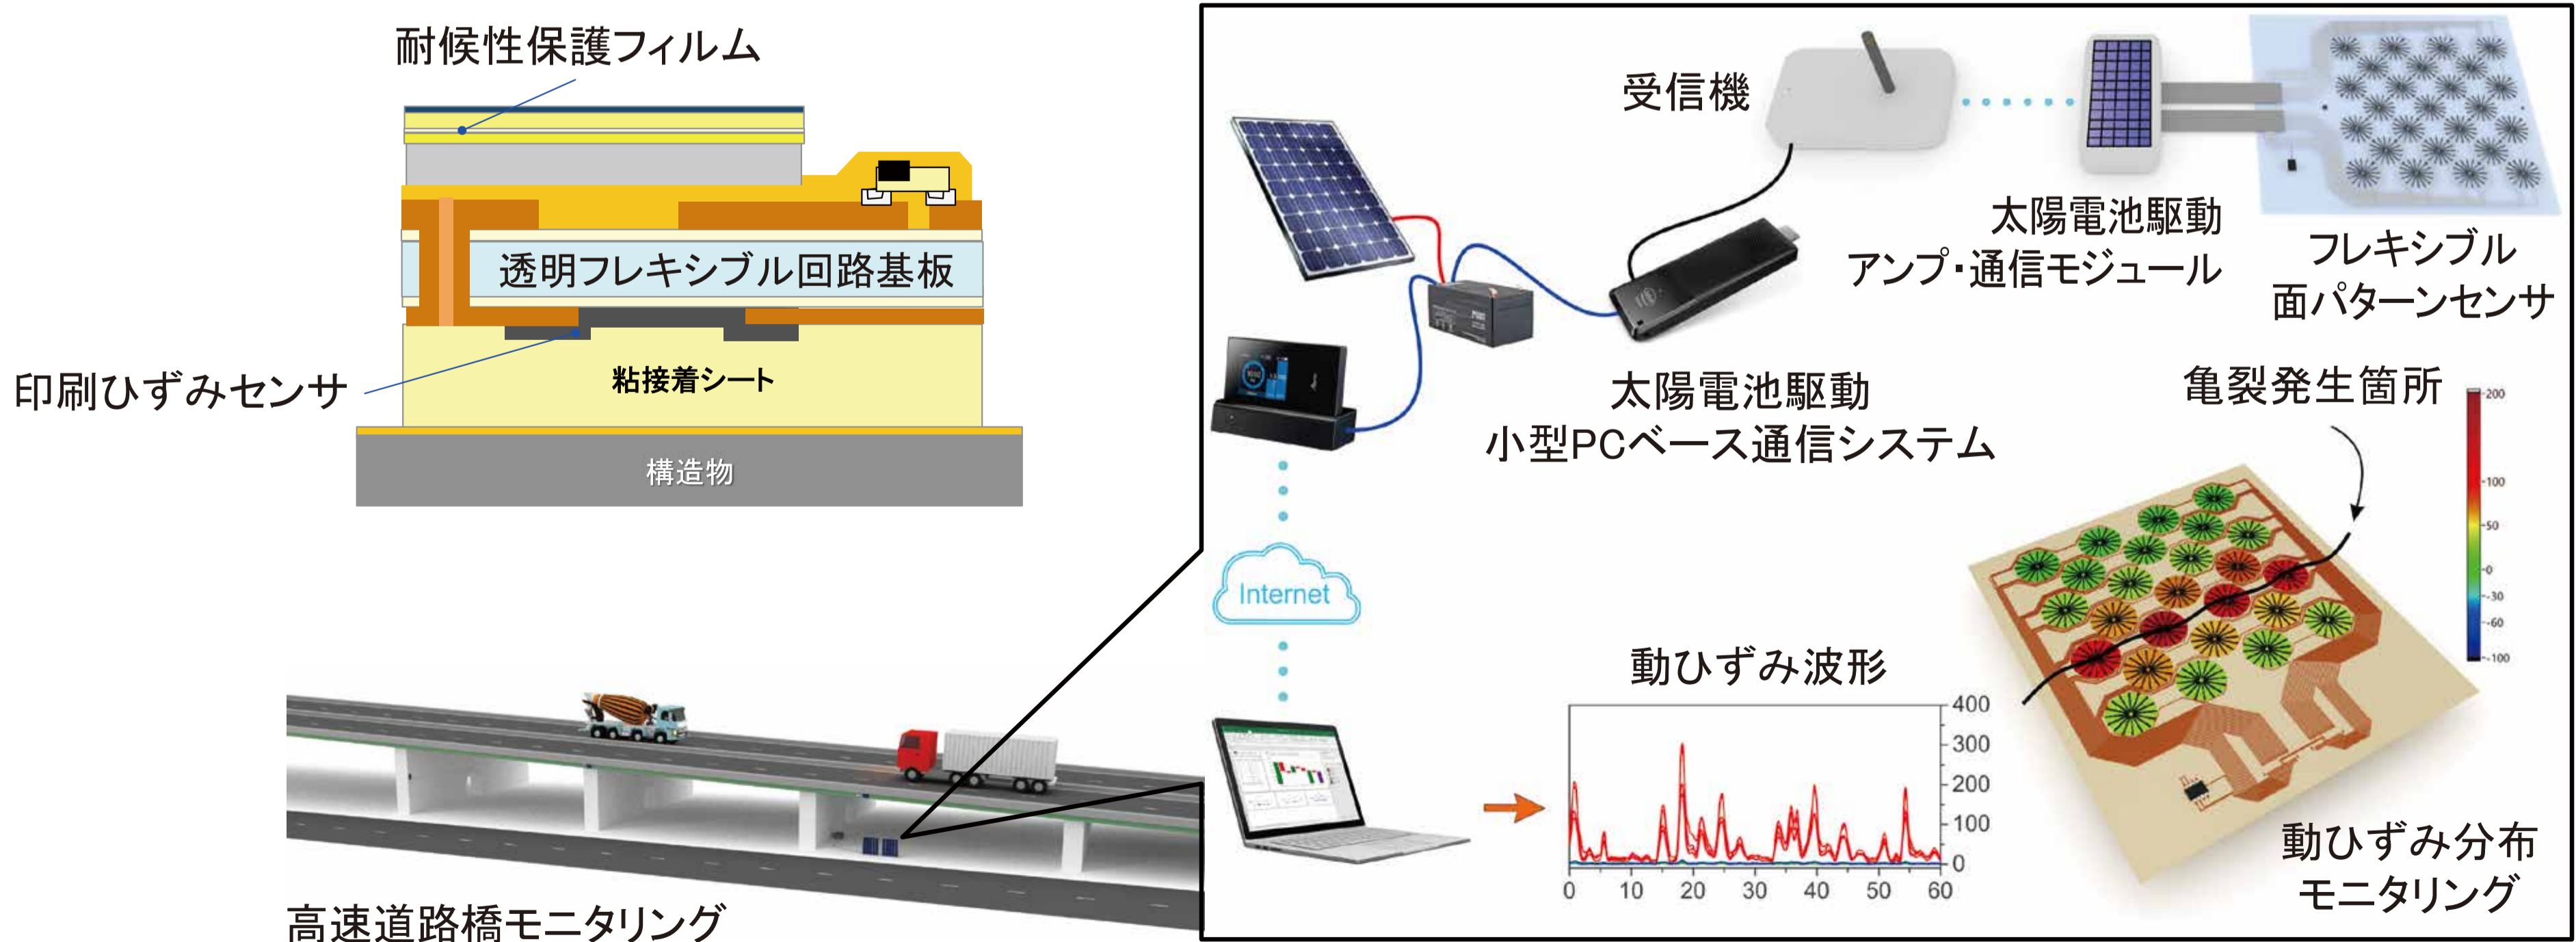 耐候性保護フィルム
透明フレキシブル回路基板
印刷ひずみセンサ
粘接着シート
構造物
高速道路橋モニタリング
受信機
太陽電池駆動
アンプ・通信モジュール
フレキシブル
面パターンセンサ
太陽電池駆動
小型PCベース通信システム
Internet
亀裂発生箇所
200
100
50
0
-30
-60
-100
動ひずみ波形
400
300
200
100
0
0 10 20 30 40 50 60
動ひずみ分布
モニタリング